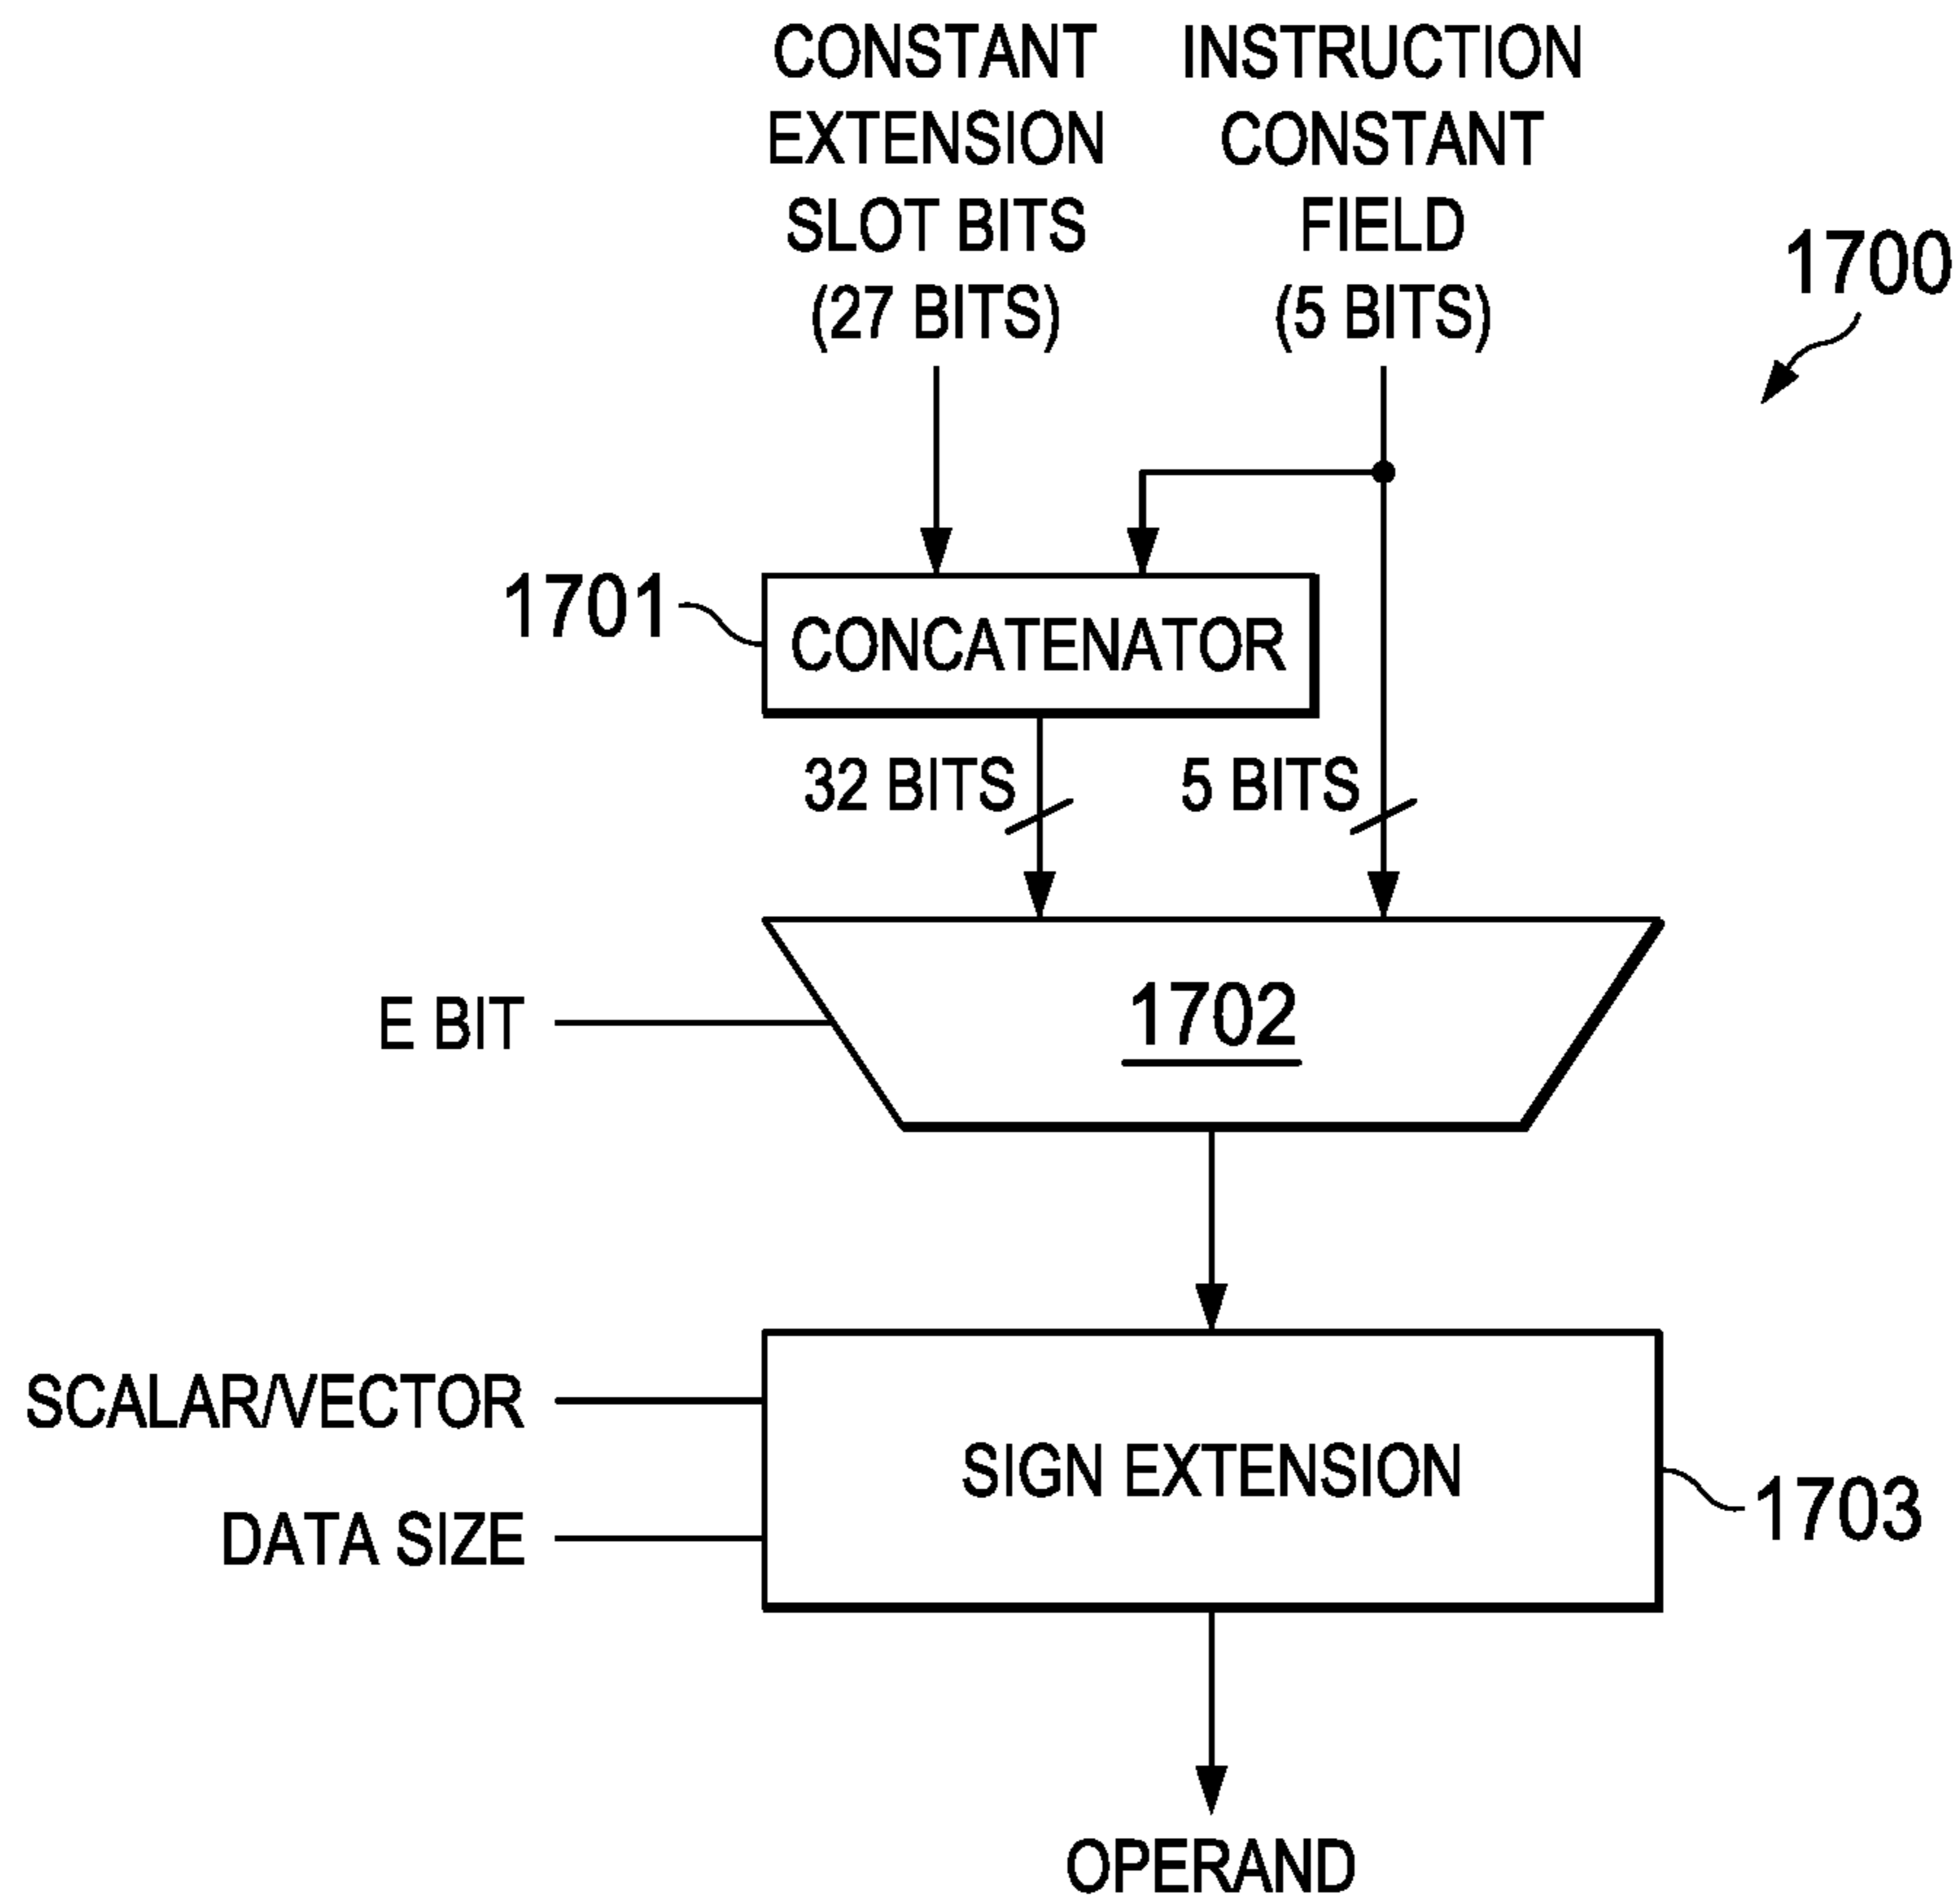 CONSTANT
EXTENSION
SLOT BITS
(27 BITS)
INSTRUCTION
CONSTANT
FIELD
(5 BITS)
1700
1701
CONCATENATOR
32 BITS
5 BITS
E BIT
1702
SCALAR/VECTOR
DATA SIZE
SIGN EXTENSION
1703
OPERAND